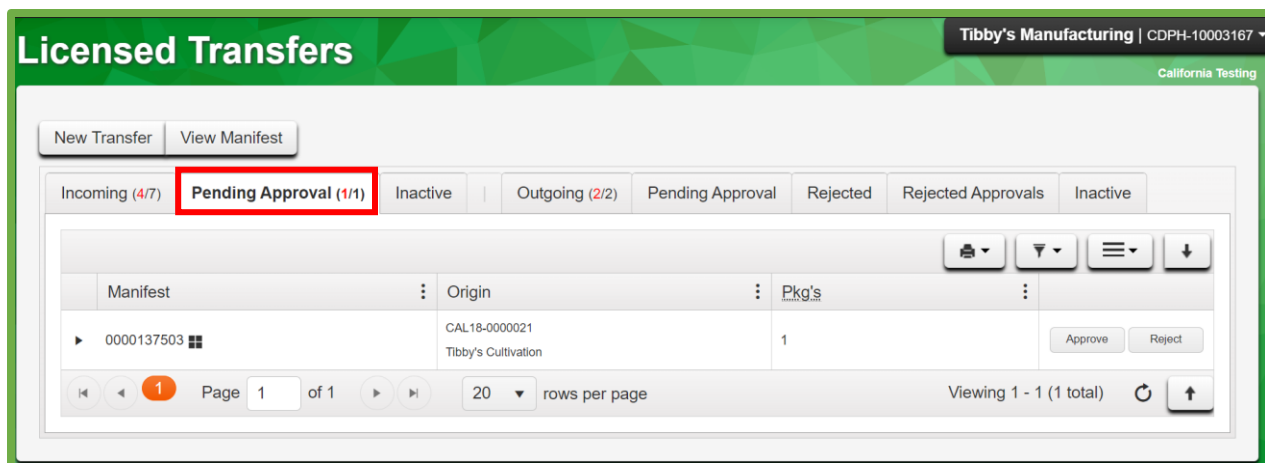 Licensed Transfers
Tibby's Manufacturing | CDPH-10003167
California Testing
New Transfer View Manifest
Incoming (4/7) Pending Approval (1/1) Inactive | Outgoing (2/2) Pending Approval Rejected Rejected Approvals Inactive
Manifest Origin Pkg's
0000137503 CAL18-0000021 1 Approve Reject
Tibby's Cultivation
1 Page 1 of 1 20 rows per page Viewing 1 - 1 (1 total)